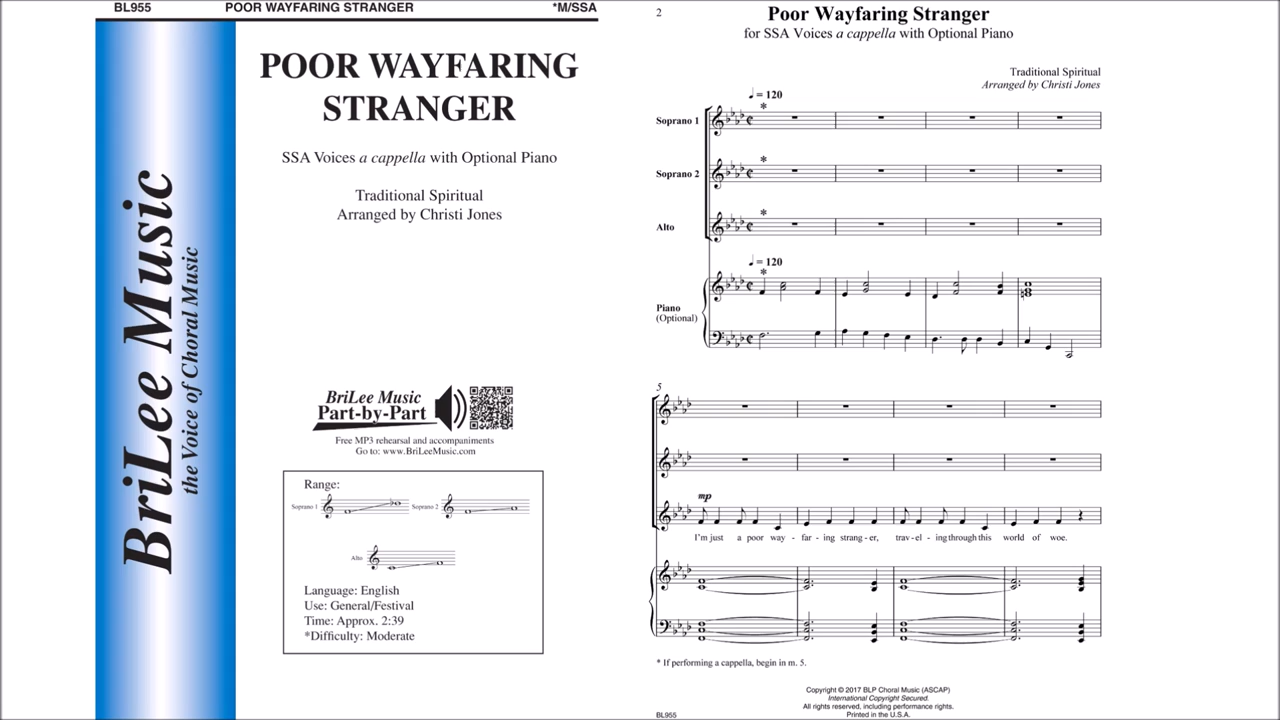 BL955 POOR WAYFARING STRANGER *M/SSA
POOR WAYFARING
STRANGER
SSA Voices a cappella with Optional Piano
Traditional Spiritual
Arranged by Christi Jones
BriLee Music
the Voice of Choral Music
BriLee Music
Part-by-Part
Free MP3 rehearsal and accompaniments
Go to: www.BriLeeMusic.com
Range:
Soprano 1 Soprano 2
Alto
Language: English
Use: General/Festival
Time: Approx. 2:39
*Difficulty: Moderate
2
Poor Wayfaring Stranger
for SSA Voices a cappella with Optional Piano
Traditional Spiritual
Arranged by Christi Jones
♩ = 120
*
Soprano 1
*
Soprano 2
*
Alto
♩ = 120
*
Piano
(Optional)
5
mp
I'm just a poor way - far - ing strang - er, trav - el - ing through this world of woe.
* If performing a cappella, begin in m. 5.
Copyright © 2017 BLP Choral Music (ASCAP)
International Copyright Secured.
All rights reserved, including performance rights.
BL955 Printed in the U.S.A.